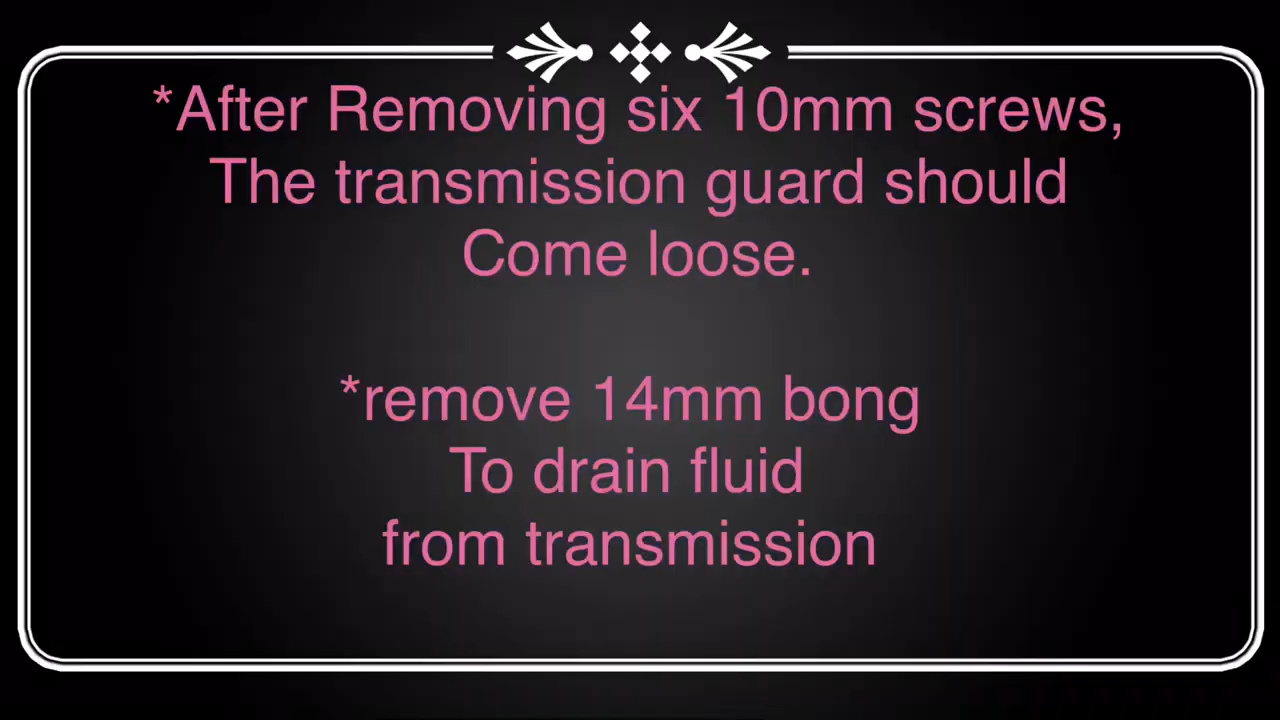 *After Removing six 10mm screws,
The transmission guard should
Come loose.
*remove 14mm bong
To drain fluid
from transmission